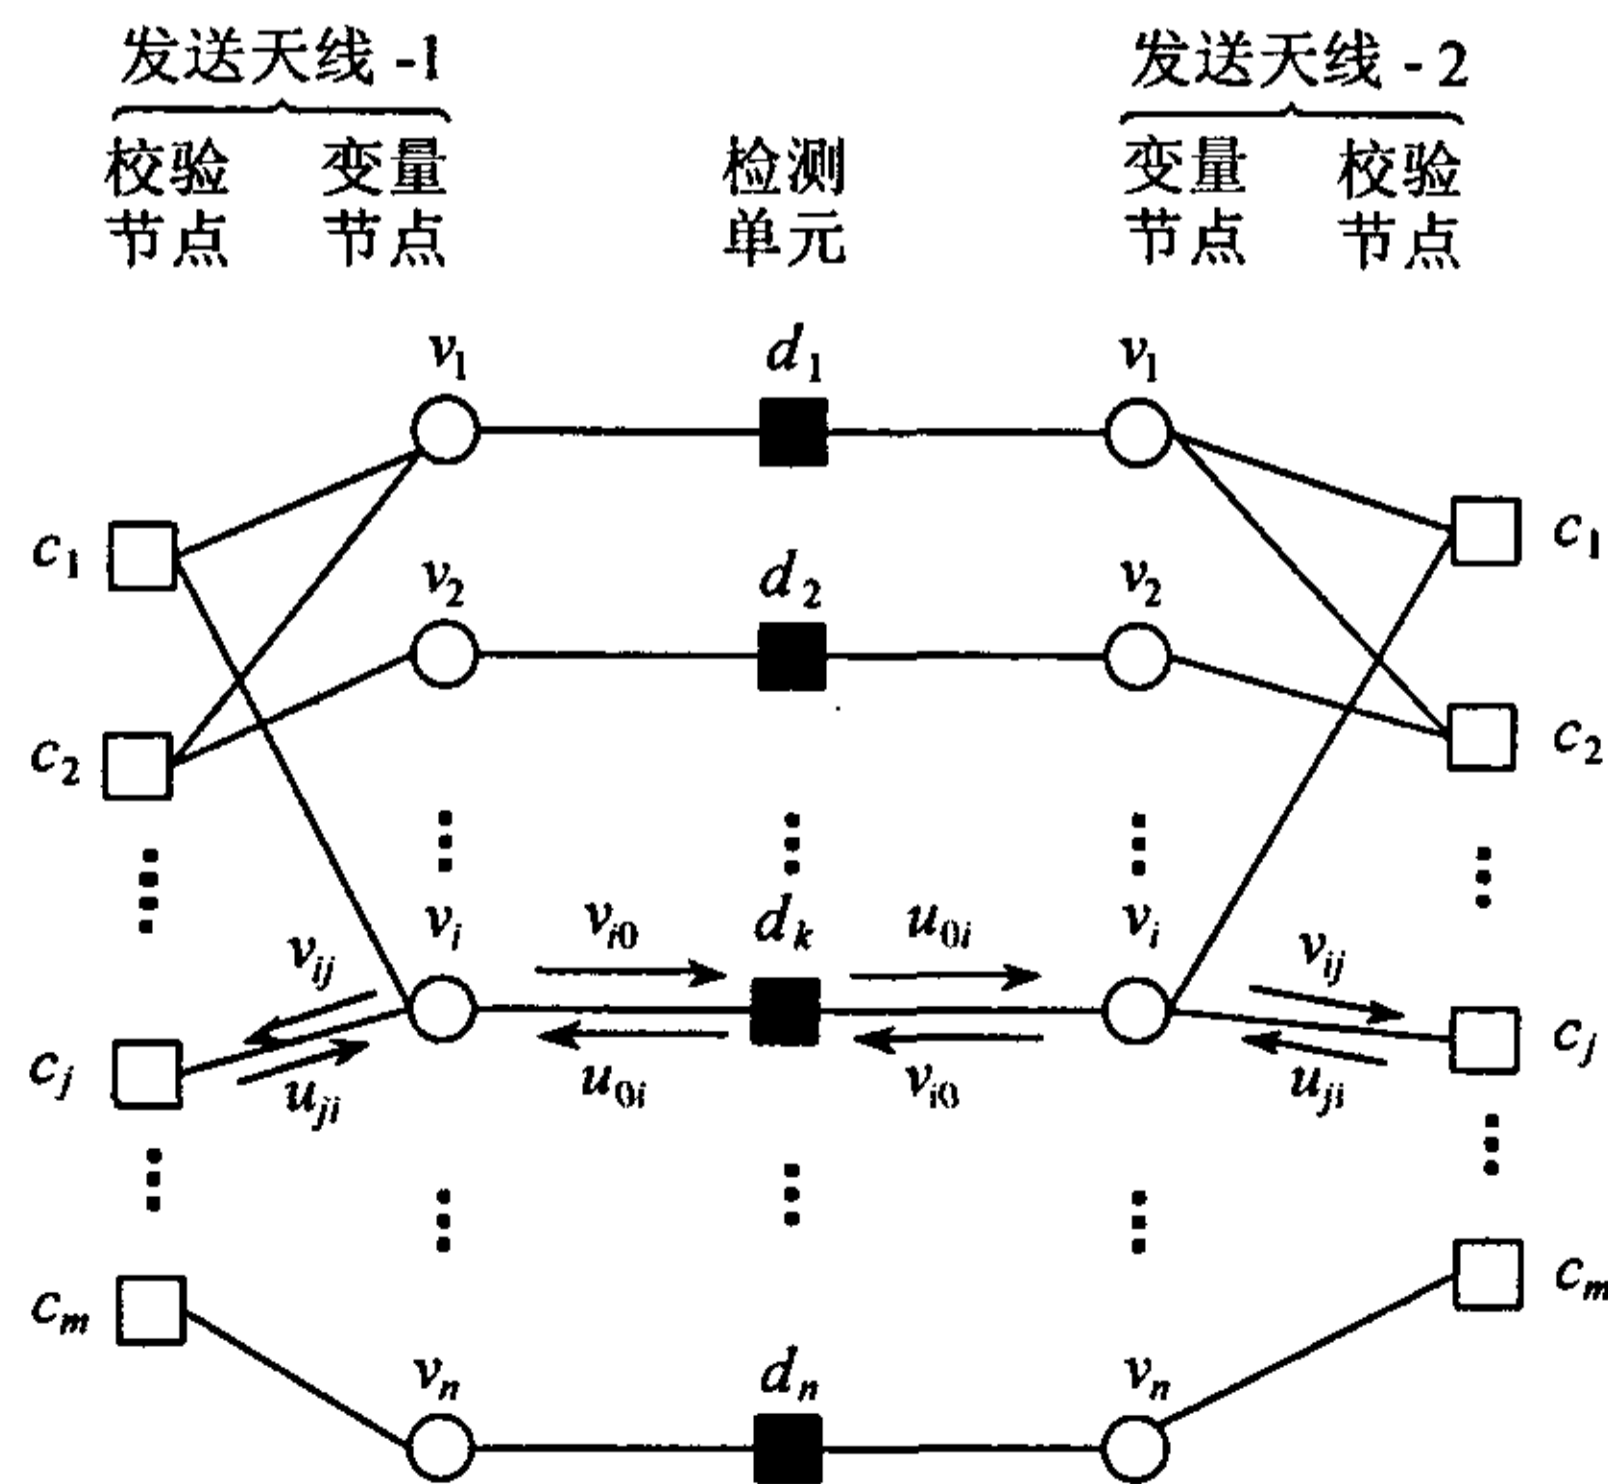 发送天线 -1 发送天线 - 2
校验 变量 检测 变量 校验
节点 节点 单元 节点 节点
v1 d1 v1
c1 c1
v2 d2 v2
c2 c2
vi vi0 dk u0i vi
vij vij
cj cj
uji u0i vi0 uji
cm cm
vn dn vn